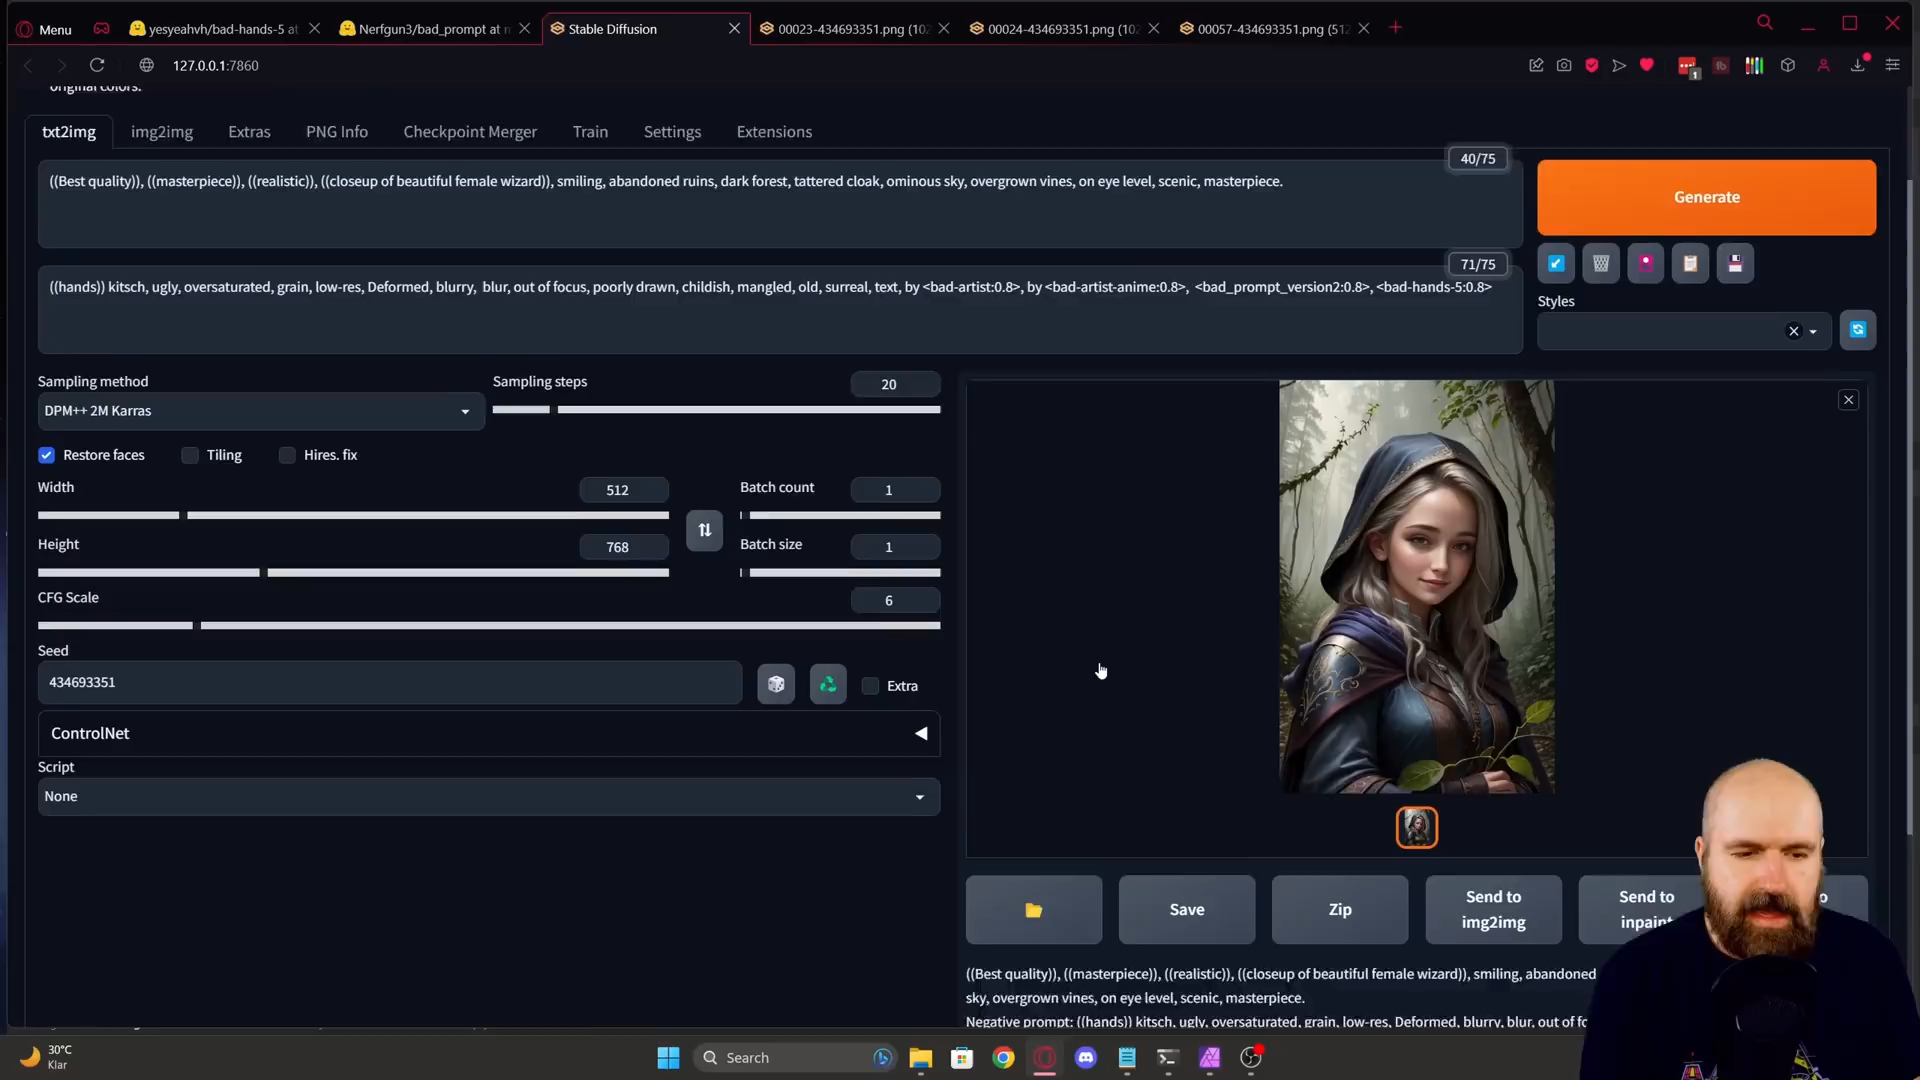 Menu
yesyeahvh/bad-hands-5 at
Nerfgun3/bad_prompt at
Stable Diffusion
00023-434693351.png (102
00024-434693351.png (102
00057-434693351.png (512
127.0.0.1:7860
original colors.
txt2img
img2img
Extras
PNG Info
Checkpoint Merger
Train
Settings
Extensions
40/75
((Best quality)), ((masterpiece)), ((realistic)), ((closeup of beautiful female wizard)), smiling, abandoned ruins, dark forest, tattered cloak, ominous sky, overgrown vines, on eye level, scenic, masterpiece.
Generate
71/75
((hands)) kitsch, ugly, oversaturated, grain, low-res, Deformed, blurry, blur, out of focus, poorly drawn, childish, mangled, old, surreal, text, by <bad-artist:0.8>, by <bad-artist-anime:0.8>, <bad_prompt_version2:0.8>, <bad-hands-5:0.8>
Styles
Sampling method
DPM++ 2M Karras
Sampling steps
20
Restore faces
Tiling
Hires. fix
Width
512
Batch count
1
Height
768
Batch size
1
CFG Scale
6
Seed
434693351
Extra
ControlNet
Script
None
Save
Zip
Send to
img2img
Send to
inpaint
((Best quality)), ((masterpiece)), ((realistic)), ((closeup of beautiful female wizard)), smiling, abandoned
sky, overgrown vines, on eye level, scenic, masterpiece.
Negative prompt: ((hands)) kitsch, ugly, oversaturated, grain, low-res, Deformed, blurry, blur, out of fo
30°C
Klar
Search